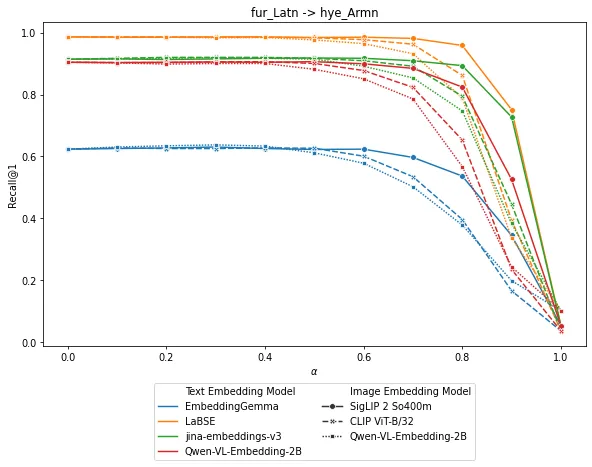 fur_Latn -> hye_Armn
Recall@1
1.0
0.8
0.6
0.4
0.2
0.0
0.0 0.2 0.4 0.6 0.8 1.0
α
Text Embedding Model
EmbeddingGemma
LaBSE
jina-embeddings-v3
Qwen-VL-Embedding-2B
Image Embedding Model
SigLIP 2 So400m
CLIP ViT-B/32
Qwen-VL-Embedding-2B